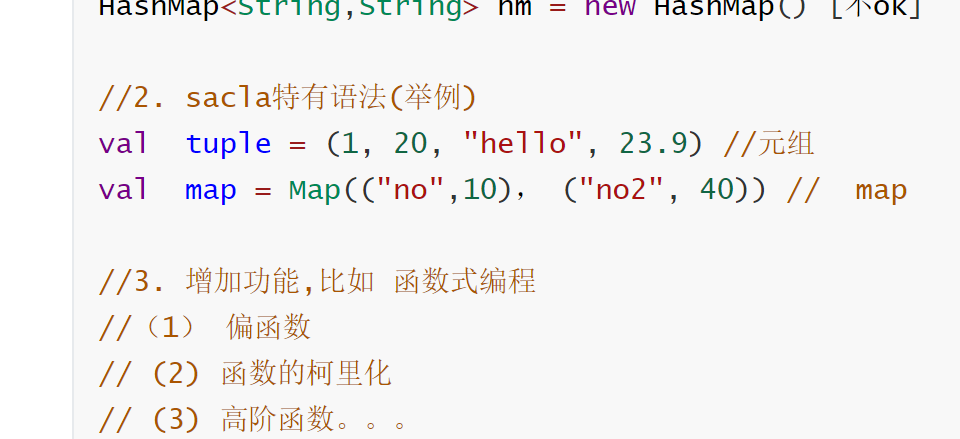 HashMap<String,String> hm = new HashMap() [不ok]
//2. sacla特有语法(举例)
val  tuple = (1, 20, "hello", 23.9) //元组
val  map = Map(("no",10)， ("no2", 40)) //  map
//3. 增加功能,比如 函数式编程
//（1） 偏函数
// (2) 函数的柯里化
// (3) 高阶函数。。。